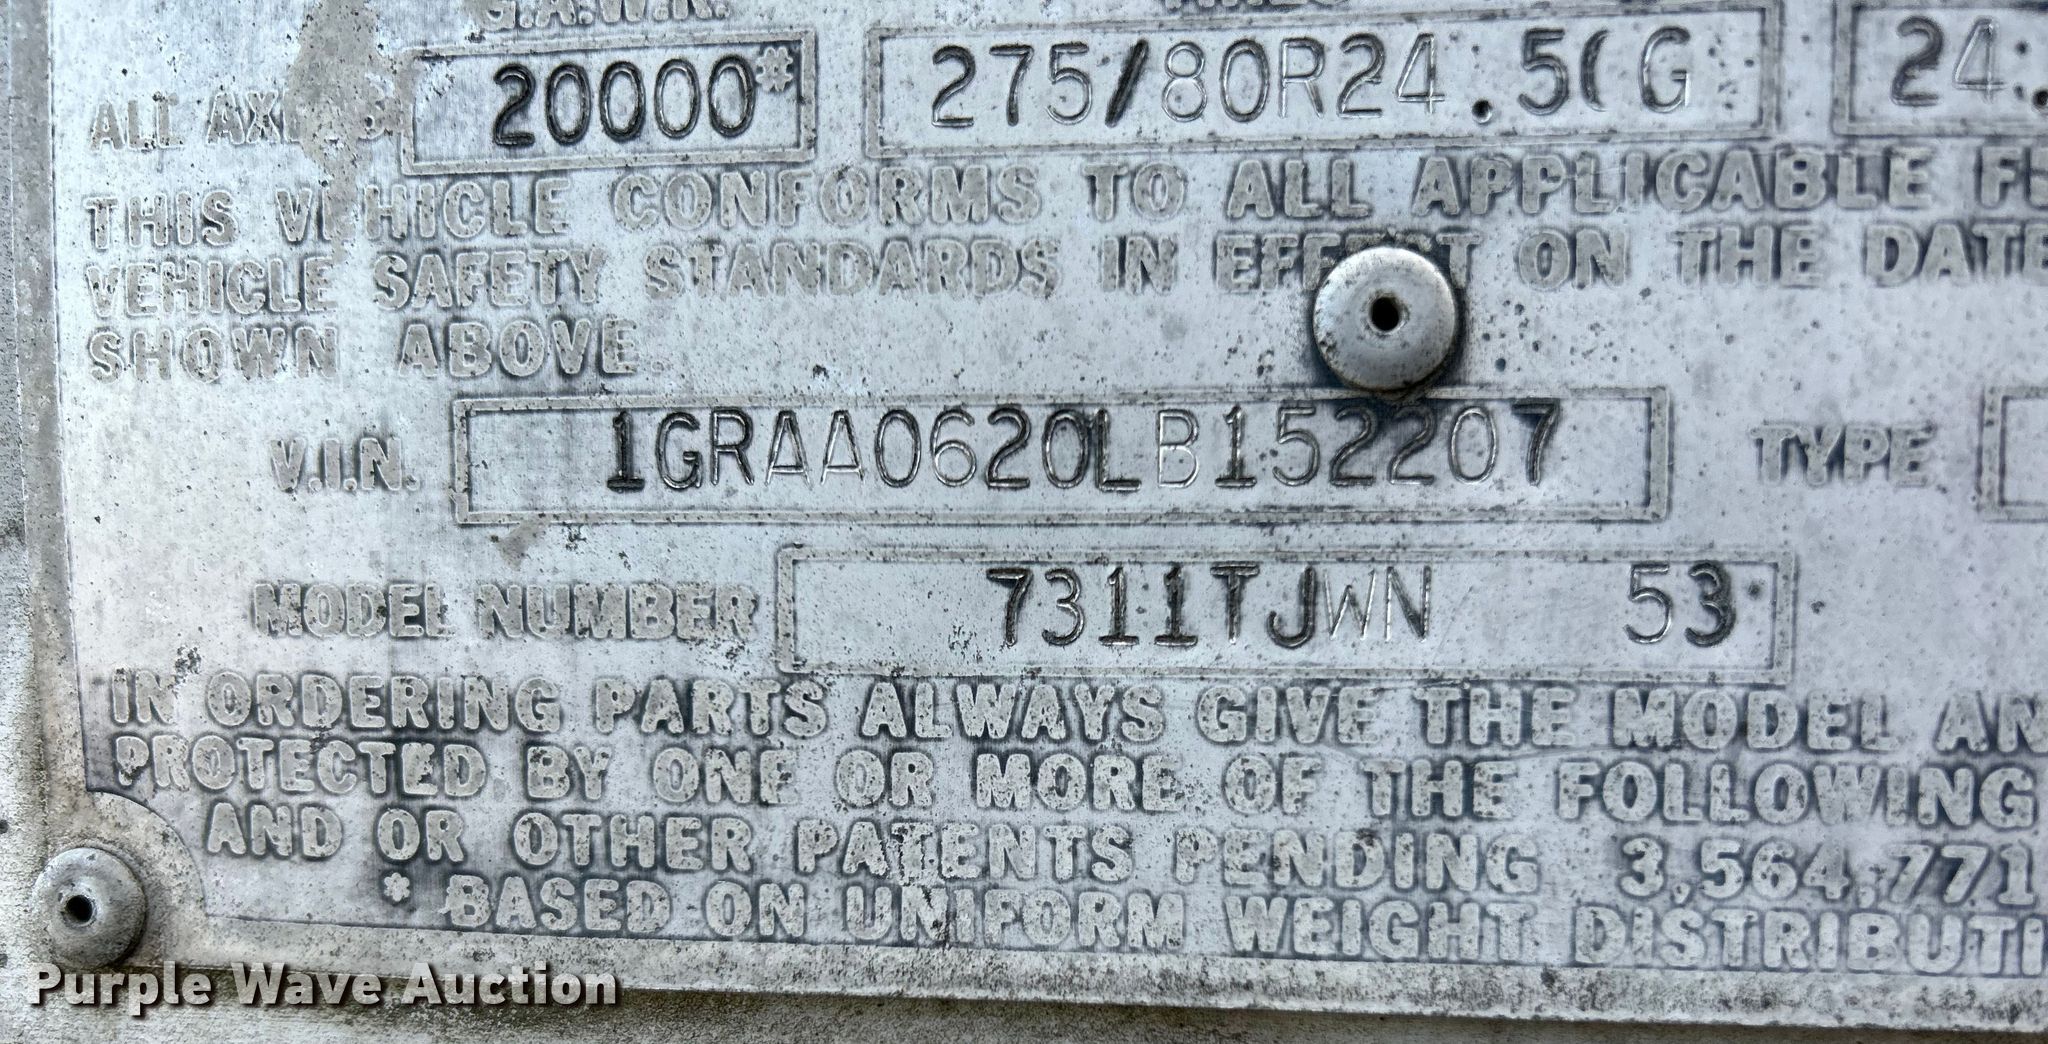 G.A.W.R.
ALL AXLES 20000* 275/80R24.5(G 24.
THIS VEHICLE CONFORMS TO ALL APPLICABLE
VEHICLE SAFETY STANDARDS IN EFFECT ON THE DATE
SHOWN ABOVE.
V.I.N. 1GRAA0620LB152207 TYPE
MODEL NUMBER 7311TJWN 53
IN ORDERING PARTS ALWAYS GIVE THE MODEL AN
PROTECTED BY ONE OR MORE OF THE FOLLOWING
AND OR OTHER PATENTS PENDING 3,564,771
* BASED ON UNIFORM WEIGHT DISTRIBUTI
Purple Wave Auction